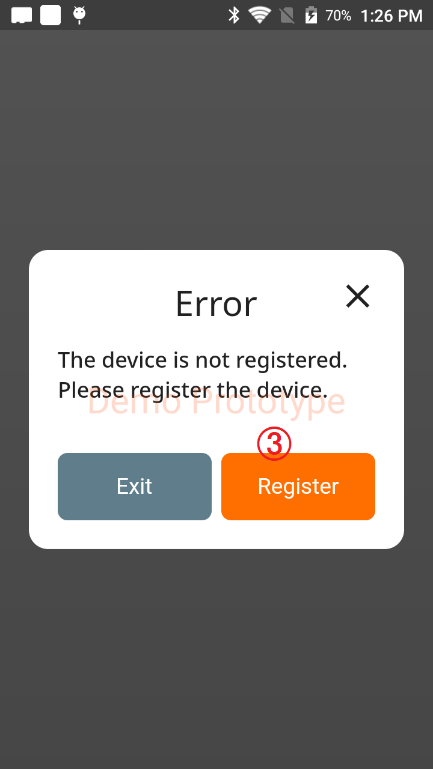 70% 1:26 PM
Error
The device is not registered.
Please register the device.
Demo Prototype
③
Exit Register